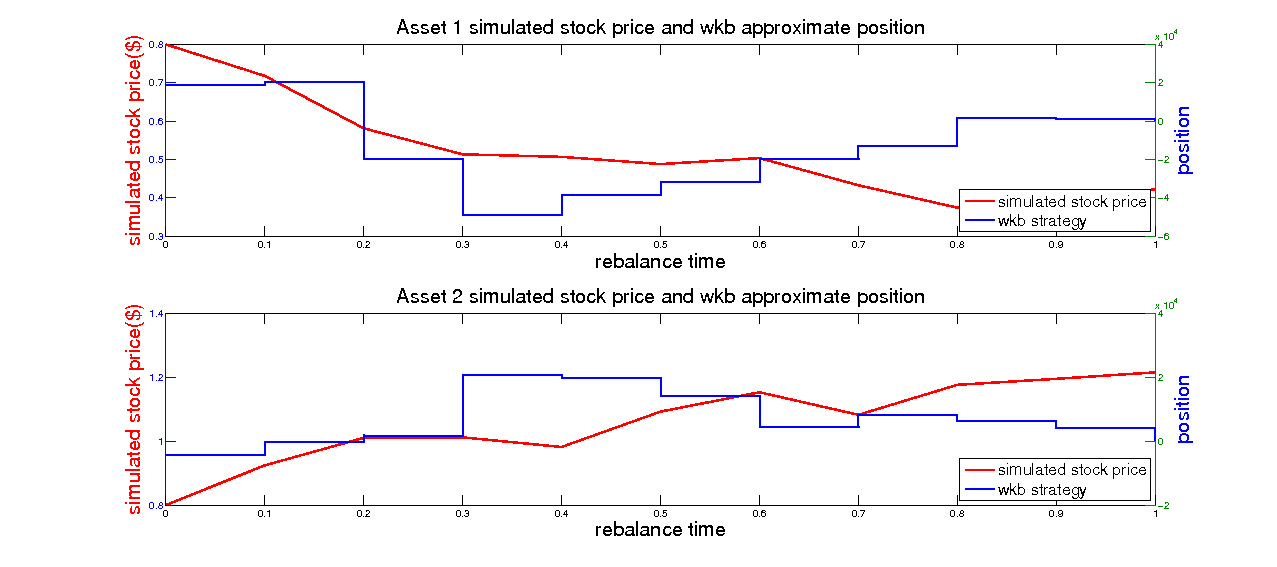 Asset 1 simulated stock price and wkb approximate position
x 10^4
simulated stock price($)
0.8
0.7
0.6
0.5
0.4
0.3
4
2
0
−2
−4
−6
position
simulated stock price
wkb strategy
0 0.1 0.2 0.3 0.4 0.5 0.6 0.7 0.8 0.9 1
rebalance time
Asset 2 simulated stock price and wkb approximate position
x 10^4
simulated stock price($)
1.4
1.2
1
0.8
4
2
0
−2
position
simulated stock price
wkb strategy
0 0.1 0.2 0.3 0.4 0.5 0.6 0.7 0.8 0.9 1
rebalance time